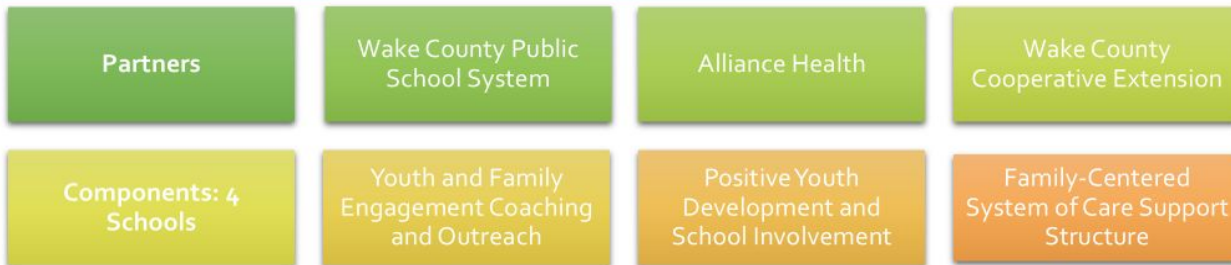 Partners
Wake County Public
School System
Alliance Health
Wake County
Cooperative Extension
Components: 4
Schools
Youth and Family
Engagement Coaching
and Outreach
Positive Youth
Development and
School Involvement
Family-Centered
System of Care Support
Structure